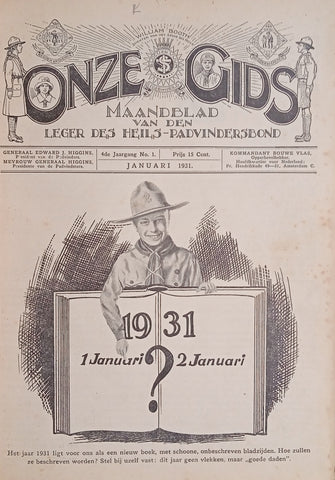 WILLIAM BOOTH
ONZE GIDS
MAANDBLAD
VAN DEN
LEGER DES HEILS-PADVINDERSBOND
GENERAAL EDWARD J. HIGGINS,
President van de Padvinders.
MEVROUW GENERAAL HIGGINS,
Presidente van de Padvindsters.
4de Jaargang No. 1. Prijs 15 Cent.
JANUARI 1931.
KOMMANDANT BOUWE VLAS,
Opperbevelhebber.
Hoofdkwartier voor Nederland:
Pr. Hendrikkade 49—51, Amsterdam C.
1931
1 Januari ? 2 Januari
Het jaar 1931 ligt voor ons als een nieuw boek, met schoone, onbeschreven bladzijden. Hoe zullen
ze beschreven worden? Stel bij uzelf vast: dit jaar geen vlekken, maar „goede daden”.